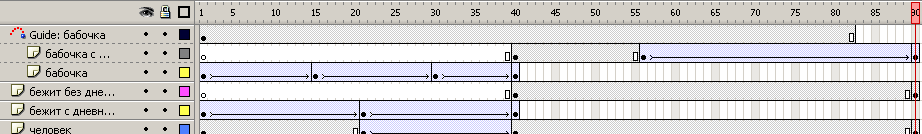 1 5 10 15 20 25 30 35 40 45 50 55 60 65 70 75 80 85 90
Guide: бабочка
бабочка с ...
бабочка
бежит без дне...
бежит с дневн...
человек